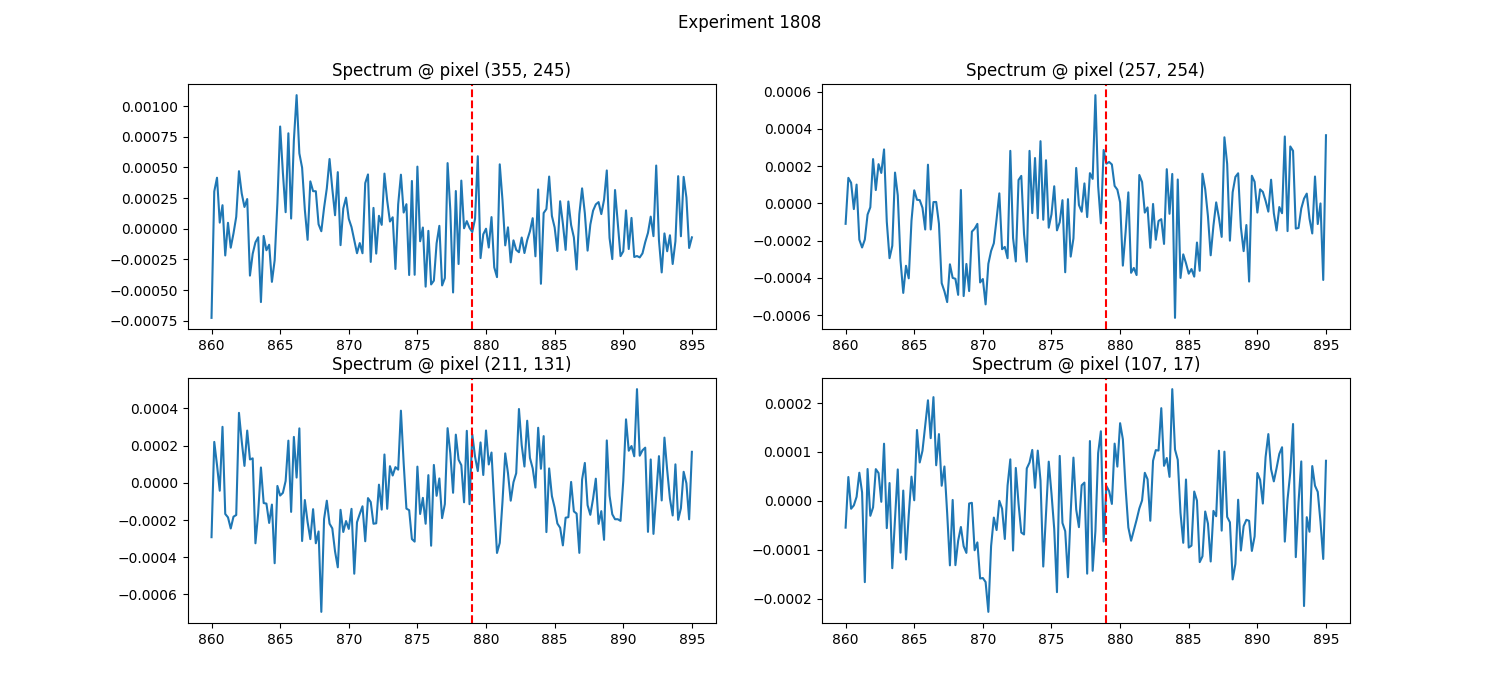 Experiment 1808
Spectrum @ pixel (355, 245)
0.00100
0.00075
0.00050
0.00025
0.00000
−0.00025
−0.00050
−0.00075
860 865 870 875 880 885 890 895
Spectrum @ pixel (257, 254)
0.0006
0.0004
0.0002
0.0000
−0.0002
−0.0004
−0.0006
860 865 870 875 880 885 890 895
Spectrum @ pixel (211, 131)
0.0004
0.0002
0.0000
−0.0002
−0.0004
−0.0006
860 865 870 875 880 885 890 895
Spectrum @ pixel (107, 17)
0.0002
0.0001
0.0000
−0.0001
−0.0002
860 865 870 875 880 885 890 895